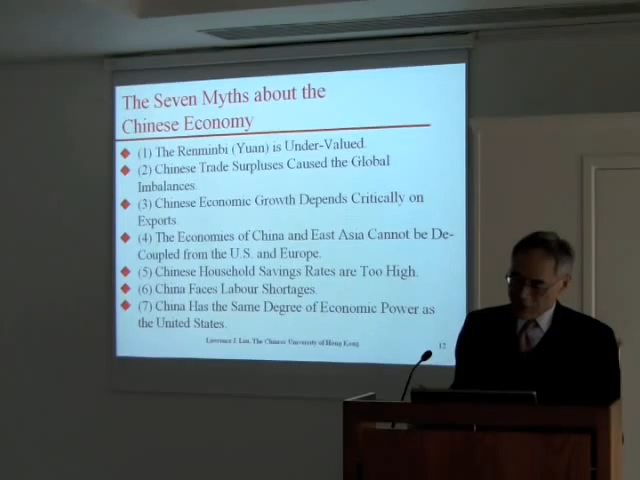 The Seven Myths about the
Chinese Economy
(1) The Renminbi (Yuan) is Under-Valued.
(2) Chinese Trade Surpluses Caused the Global
Imbalances.
(3) Chinese Economic Growth Depends Critically on
Exports.
(4) The Economies of China and East Asia Cannot be De-
Coupled from the U.S. and Europe.
(5) Chinese Household Savings Rates are Too High.
(6) China Faces Labour Shortages.
(7) China Has the Same Degree of Economic Power as
the United States.
Lawrence J. Lau, The Chinese University of Hong Kong
12